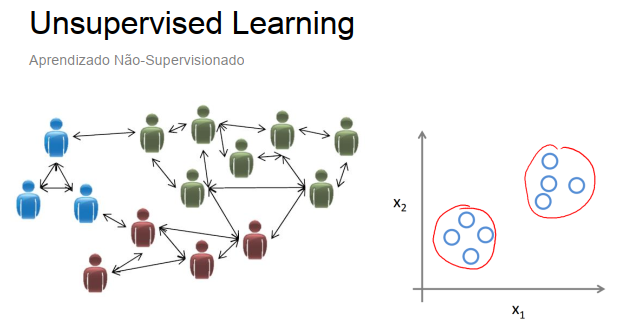 Unsupervised Learning
Aprendizado Não-Supervisionado
x2
x1